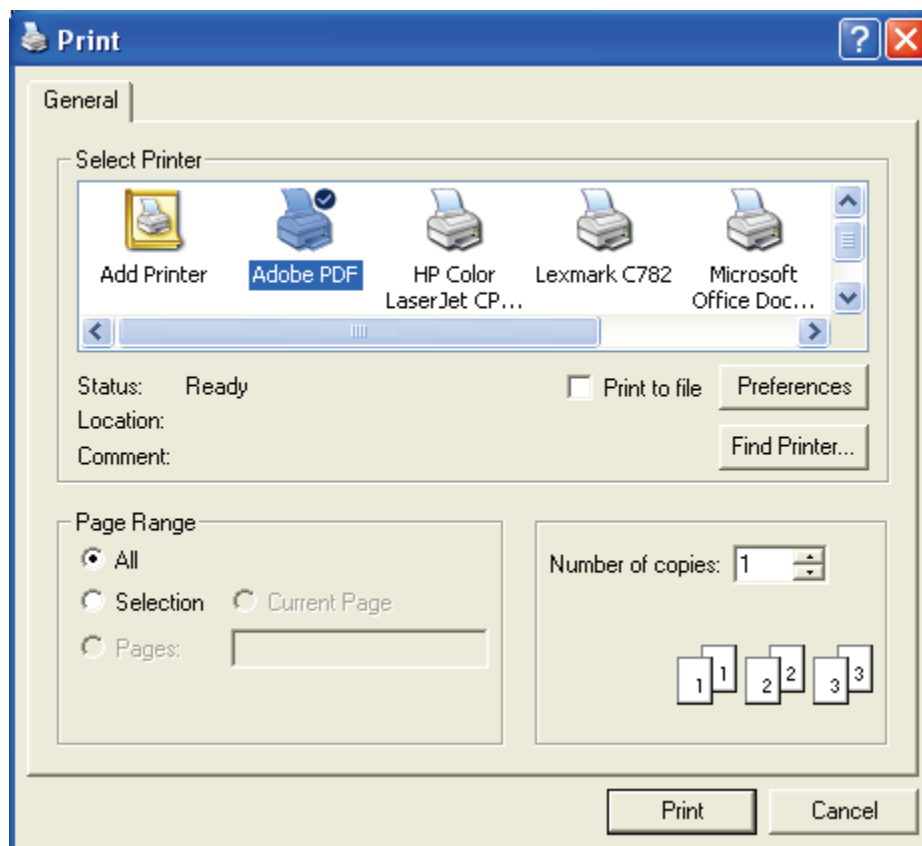 Print
General
Select Printer
Add Printer
Adobe PDF
HP Color
LaserJet CP...
Lexmark C782
Microsoft
Office Doc...
Status: Ready
Print to file
Preferences
Location:
Comment:
Find Printer...
Page Range
All
Selection
Current Page
Pages:
Number of copies: 1
1 1 2 2 3 3
Print
Cancel